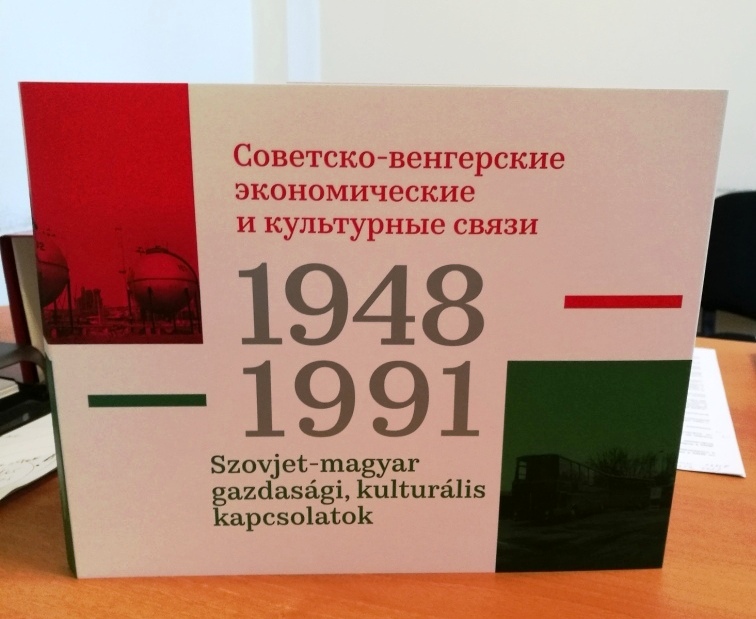 Советско-венгерские
экономические
и культурные связи
1948
1991
Szovjet-magyar
gazdasági, kulturális
kapcsolatok